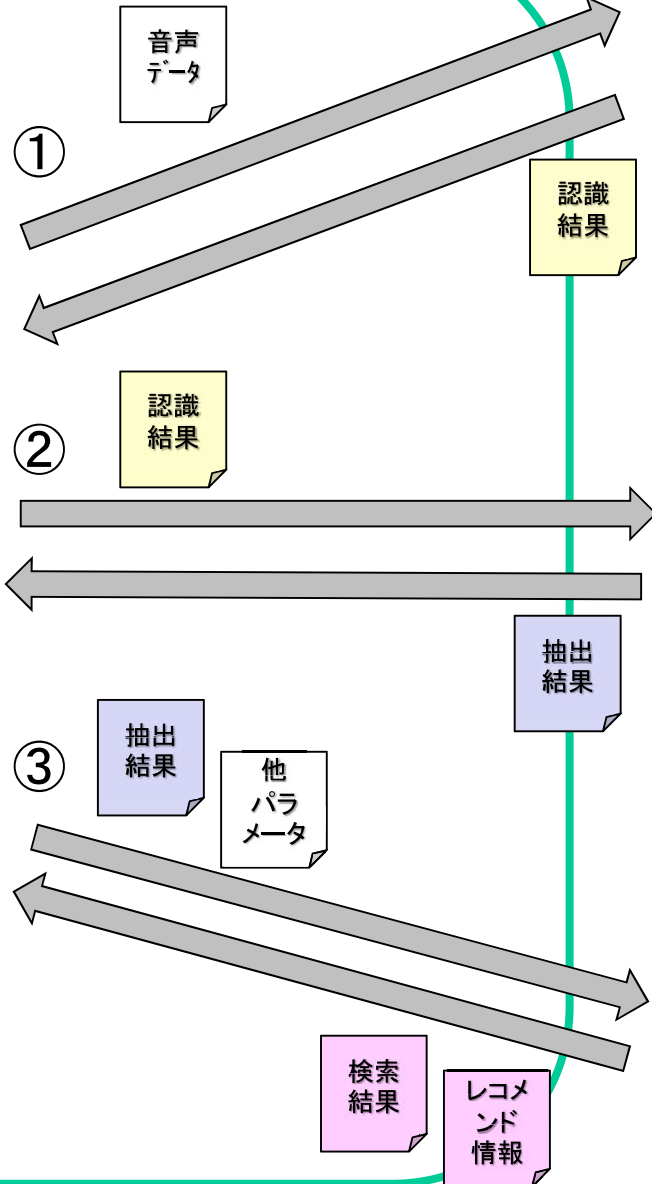 音声
データ
①
認識
結果
認識
結果
②
抽出
結果
抽出
結果
③
他
パラ
メータ
検索
結果
レコメ
ンド
情報